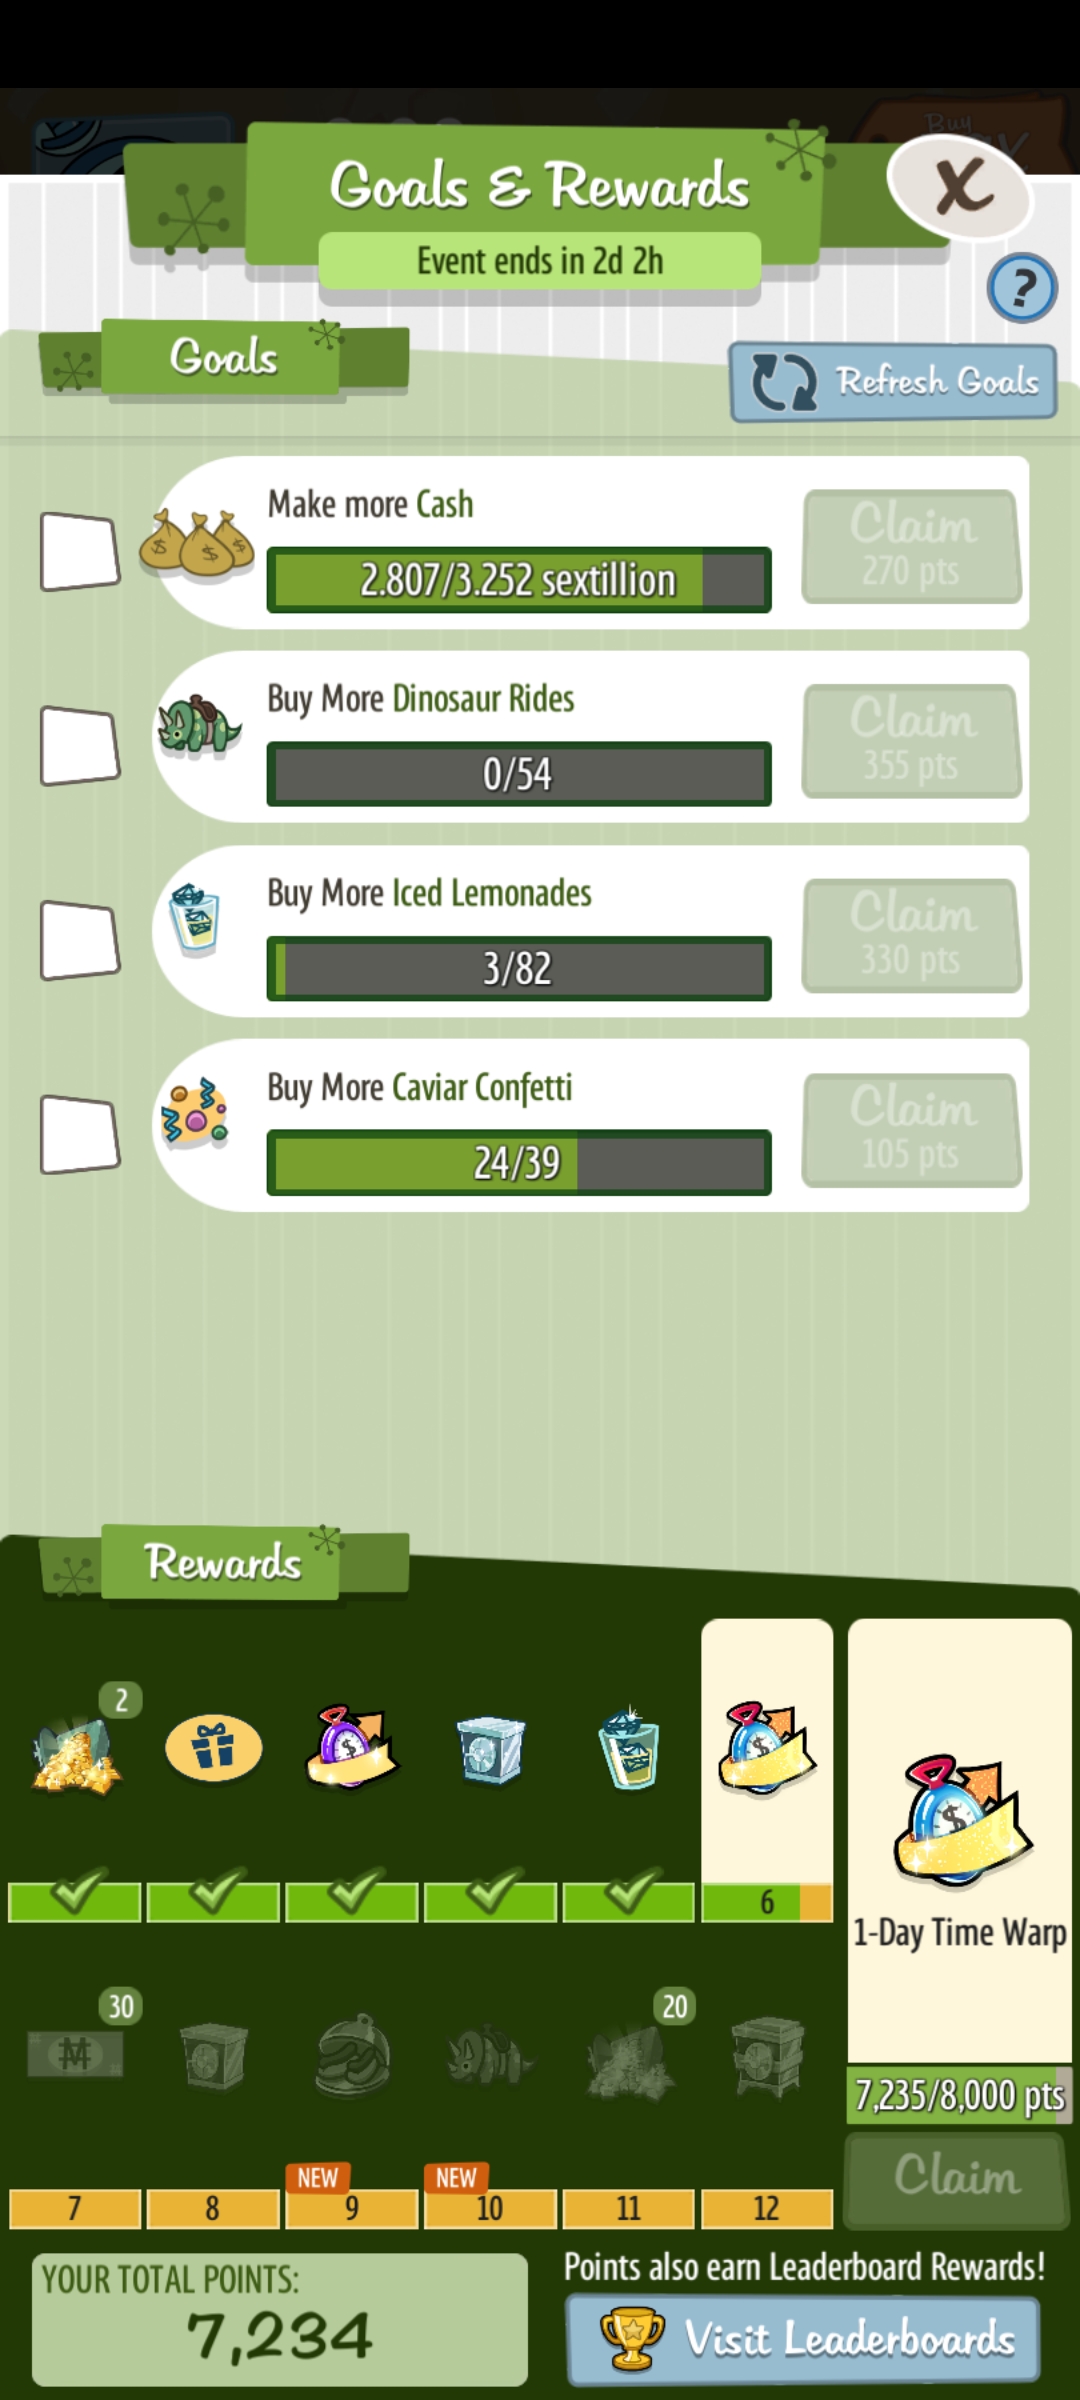 Buy
Goals & Rewards
X
Event ends in 2d 2h
?
Goals
Refresh Goals
Make more Cash
2.807/3.252 sextillion
Claim
270 pts
Buy More Dinosaur Rides
0/54
Claim
355 pts
Buy More Iced Lemonades
3/82
Claim
330 pts
Buy More Caviar Confetti
24/39
Claim
105 pts
Rewards
2
6
1-Day Time Warp
30
20
7,235/8,000 pts
NEW
NEW
7
8
9
10
11
12
Claim
YOUR TOTAL POINTS:
7,234
Points also earn Leaderboard Rewards!
Visit Leaderboards